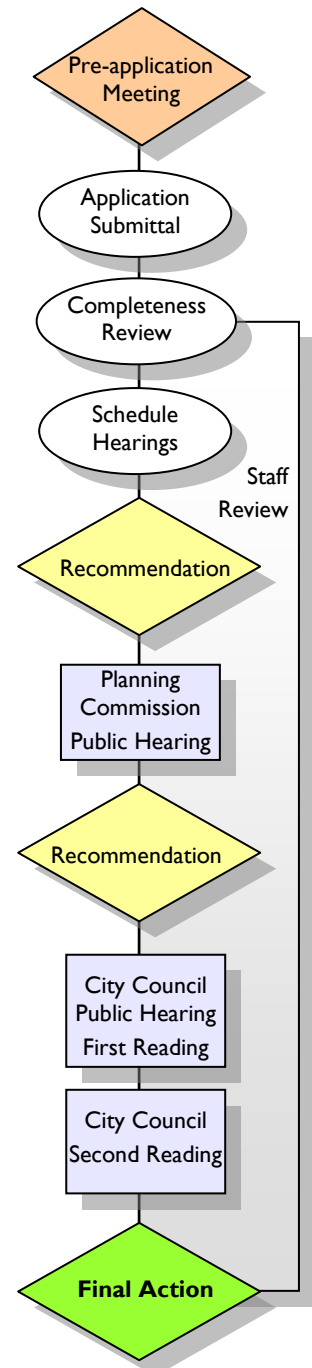 Pre-application
Meeting
Application
Submittal
Completeness
Review
Schedule
Hearings
Staff
Review
Recommendation
Planning
Commission
Public Hearing
Recommendation
City Council
Public Hearing
First Reading
City Council
Second Reading
Final Action